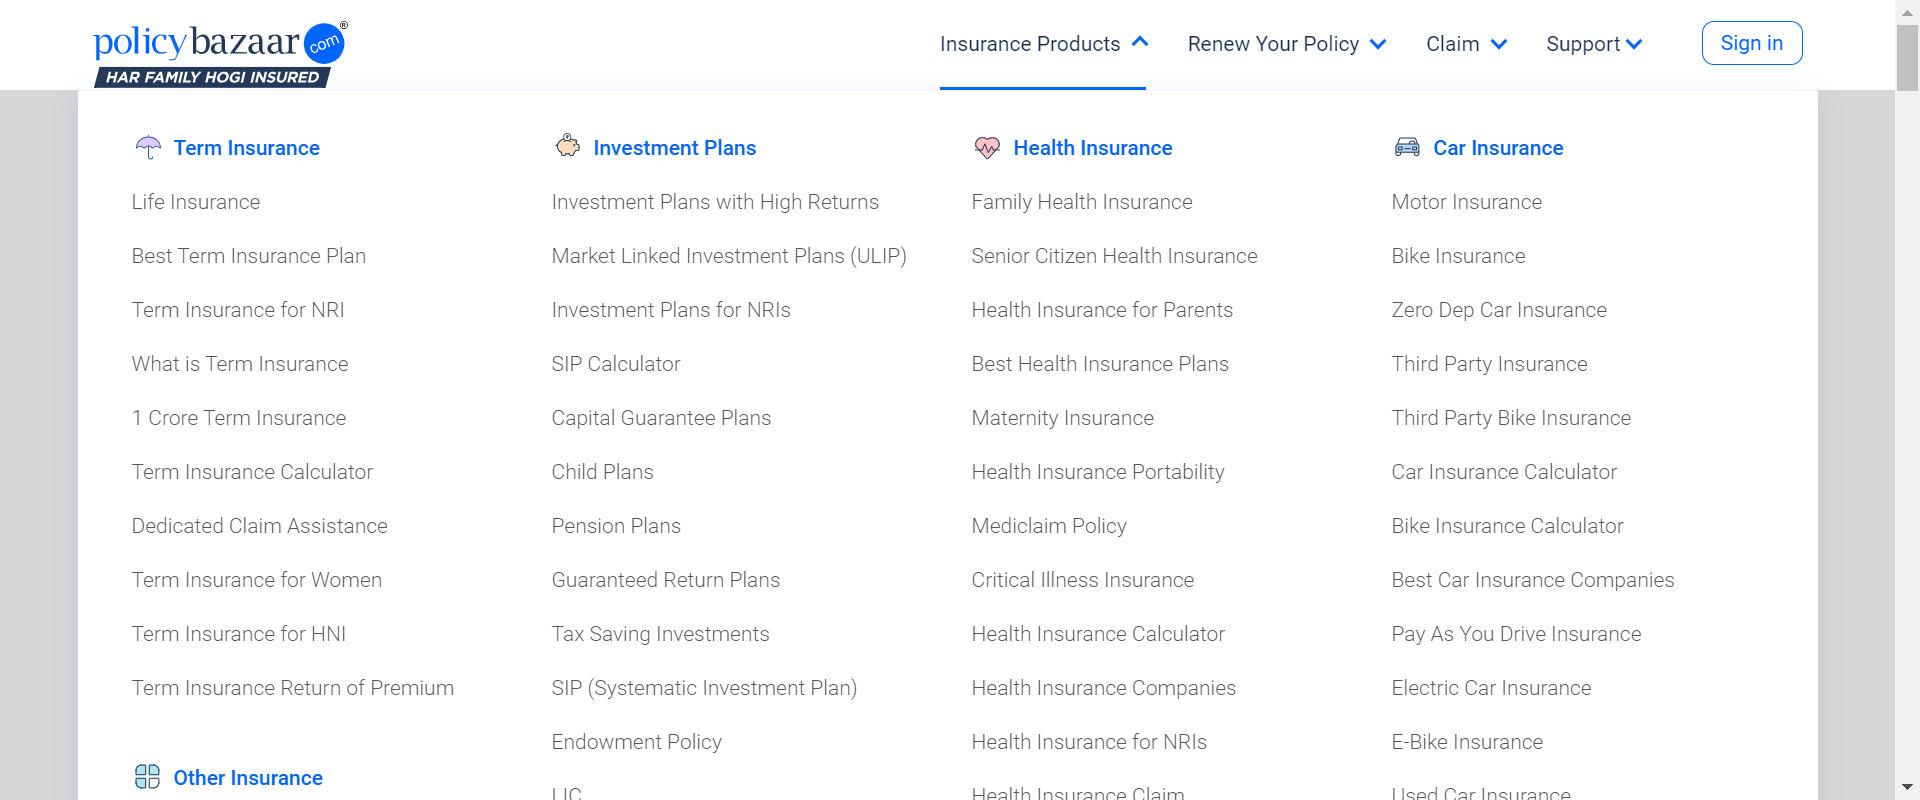 policybazaar.com®
HAR FAMILY HOGI INSURED
Insurance Products
Renew Your Policy
Claim
Support
Sign in
Term Insurance
Life Insurance
Best Term Insurance Plan
Term Insurance for NRI
What is Term Insurance
1 Crore Term Insurance
Term Insurance Calculator
Dedicated Claim Assistance
Term Insurance for Women
Term Insurance for HNI
Term Insurance Return of Premium
Other Insurance
Investment Plans
Investment Plans with High Returns
Market Linked Investment Plans (ULIP)
Investment Plans for NRIs
SIP Calculator
Capital Guarantee Plans
Child Plans
Pension Plans
Guaranteed Return Plans
Tax Saving Investments
SIP (Systematic Investment Plan)
Endowment Policy
LIC
Health Insurance
Family Health Insurance
Senior Citizen Health Insurance
Health Insurance for Parents
Best Health Insurance Plans
Maternity Insurance
Health Insurance Portability
Mediclaim Policy
Critical Illness Insurance
Health Insurance Calculator
Health Insurance Companies
Health Insurance for NRIs
Health Insurance Claim
Car Insurance
Motor Insurance
Bike Insurance
Zero Dep Car Insurance
Third Party Insurance
Third Party Bike Insurance
Car Insurance Calculator
Bike Insurance Calculator
Best Car Insurance Companies
Pay As You Drive Insurance
Electric Car Insurance
E-Bike Insurance
Used Car Insurance